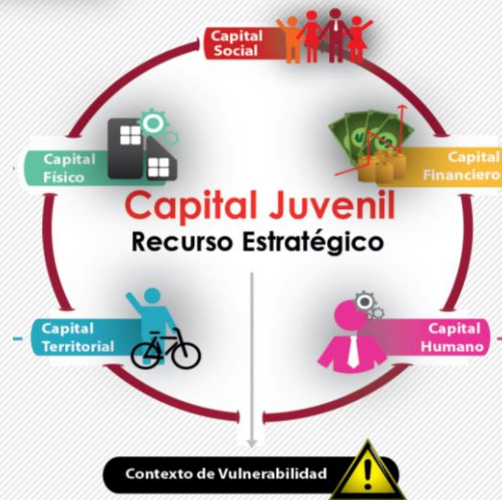 Capital
Social
Capital
Físico
Capital
Financiero
Capital Juvenil
Recurso Estratégico
Capital
Territorial
Capital
Humano
Contexto de Vulnerabilidad